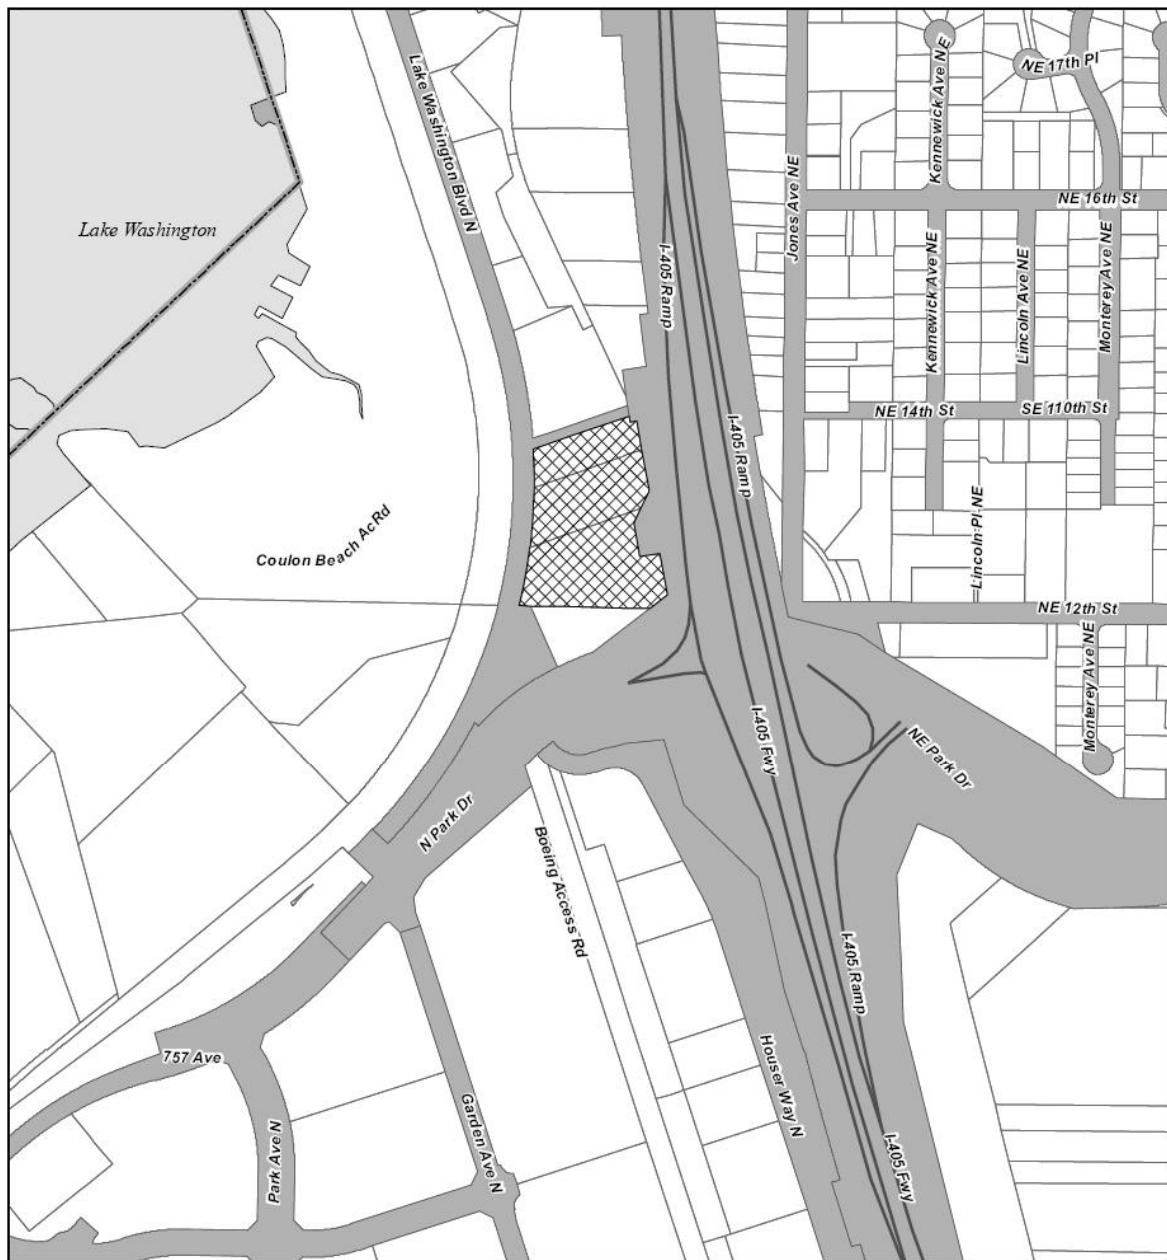 NE 17th Pl
Kennewick Ave NE
Lake Washington Blvd N
NE 16th St
Jones Ave NE
Lake Washington
I-405 Ramp
Kennewick Ave NE
Lincoln Ave NE
Monterey Ave NE
NE 14th St
SE 110th St
I-405 Ramp
Lincoln Pl NE
Coulon Beach Ac Rd
NE 12th St
Monterey Ave NE
I-405 Fwy
NE Park Dr
N Park Dr
Boeing Access Rd
I-405 Ramp
757 Ave
Houser Way N
Garden Ave N
Park Ave N
I-405 Fwy